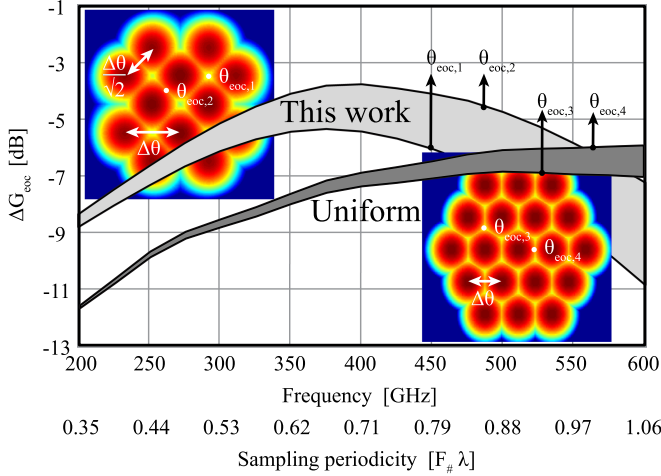 -1
-3
-5
-7
-9
-11
-13
ΔG_eoc [dB]
Δθ/√2
θ_eoc,1
θ_eoc,2
Δθ
This work
Uniform
θ_eoc,1
θ_eoc,2
θ_eoc,3
θ_eoc,4
θ_eoc,3
θ_eoc,4
Δθ
200 250 300 350 400 450 500 550 600
Frequency [GHz]
0.35 0.44 0.53 0.62 0.71 0.79 0.88 0.97 1.06
Sampling periodicity [F_# λ]